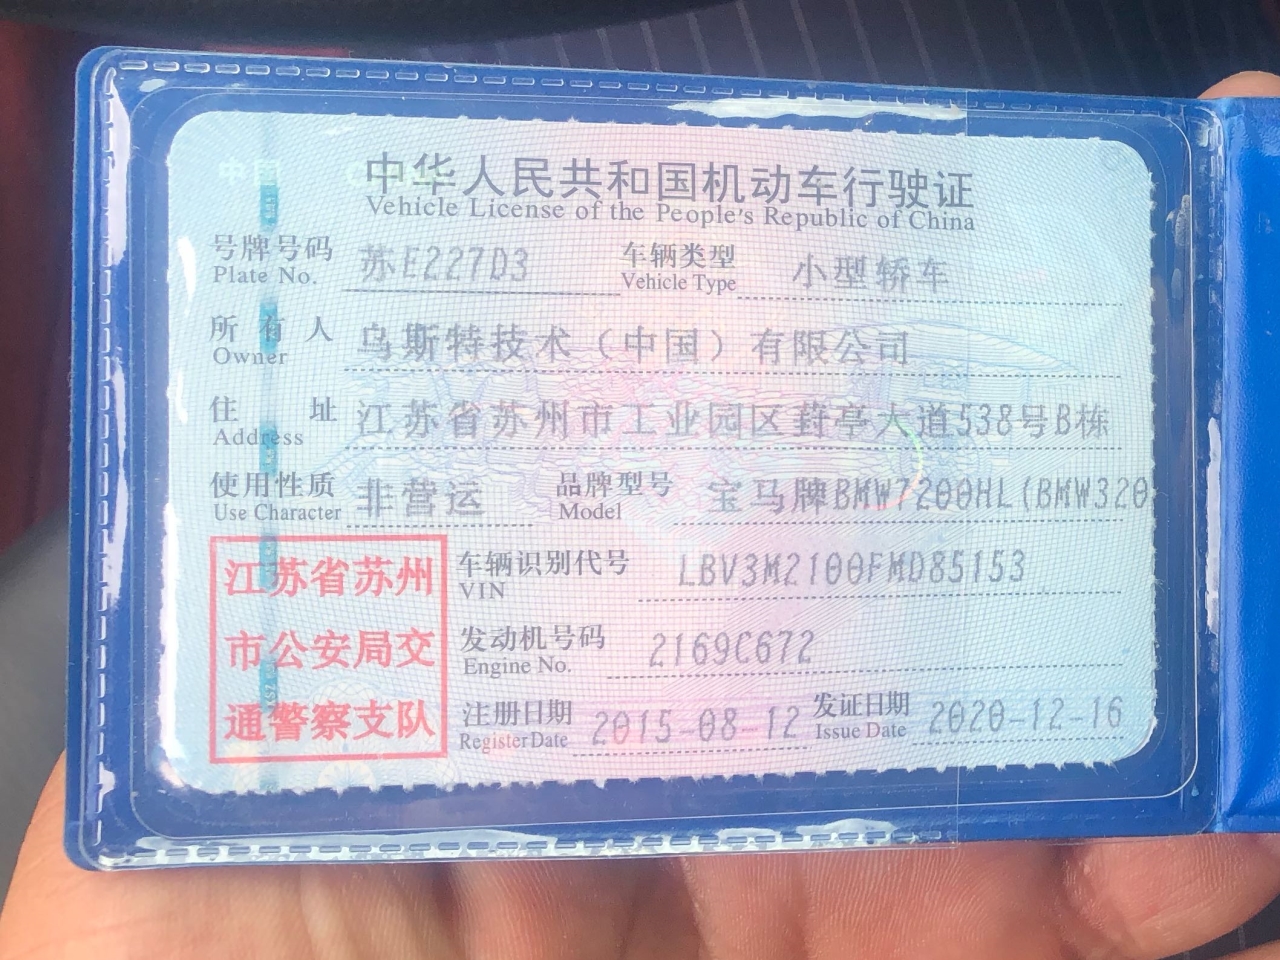 中华人民共和国机动车行驶证
Vehicle License of the People's Republic of China
号牌号码 苏E227D3 车辆类型 小型轿车
Plate No. Vehicle Type
所有人 乌斯特技术（中国）有限公司
Owner
住址 江苏省苏州市工业园区葑亭大道538号B栋
Address
使用性质 非营运 品牌型号 宝马牌BMW7200HL(BMW320
Use Character Model
江苏省苏州
市公安局交
通警察支队
车辆识别代号 LBV3M2100FMD85153
VIN
发动机号码 2169C672
Engine No.
注册日期 2015-08-12 发证日期 2020-12-16
Register Date Issue Date